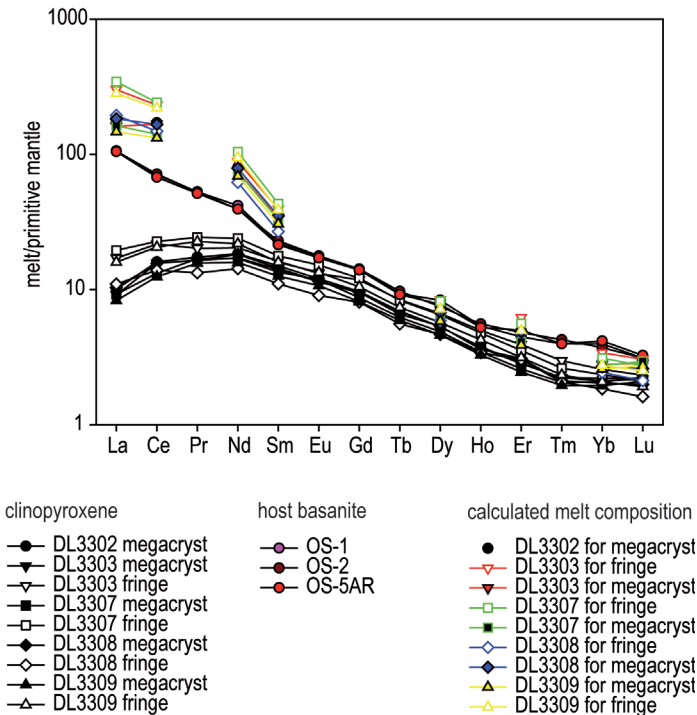 1000
100
10
1
melt/primitive mantle
La Ce Pr Nd Sm Eu Gd Tb Dy Ho Er Tm Yb Lu
clinopyroxene
DL3302 megacryst
DL3303 megacryst
DL3303 fringe
DL3307 megacryst
DL3307 fringe
DL3308 megacryst
DL3308 fringe
DL3309 megacryst
DL3309 fringe
host basanite
OS-1
OS-2
OS-5AR
calculated melt composition
DL3302 for megacryst
DL3303 for fringe
DL3303 for megacryst
DL3307 for fringe
DL3307 for megacryst
DL3308 for fringe
DL3308 for megacryst
DL3309 for megacryst
DL3309 for fringe